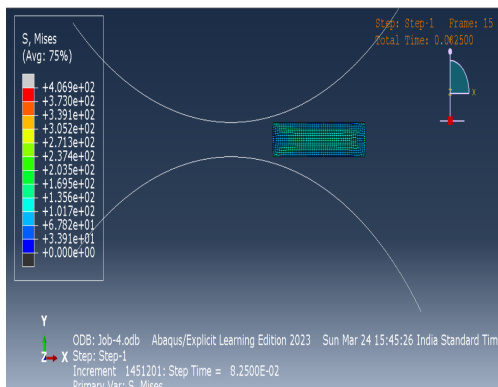 Step: Step-1 Frame: 15
Total Time: 0.082500
S, Mises
(Avg: 75%)
+4.069e+02
+3.730e+02
+3.391e+02
+3.052e+02
+2.713e+02
+2.374e+02
+2.035e+02
+1.695e+02
+1.356e+02
+1.017e+02
+6.782e+01
+3.391e+01
+0.000e+00
X
Y
Z X
ODB: Job-4.odb Abaqus/Explicit Learning Edition 2023 Sun Mar 24 15:45:26 India Standard Tim
Step: Step-1
Increment 1451201: Step Time = 8.2500E-02
Primary Var: S, Mises